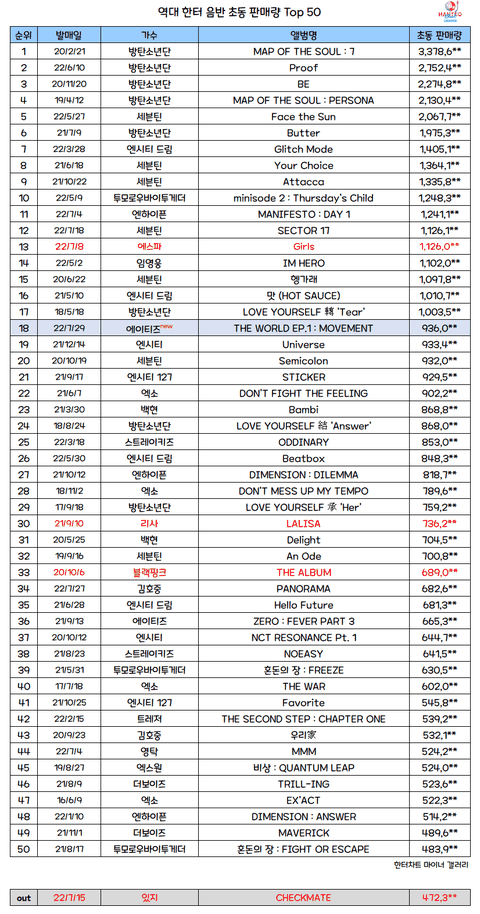 역대 한터 음반 초동 판매량 Top 50
HANTEO
순위 발매일 가수 앨범명 초동 판매량
1 20/2/21 방탄소년단 MAP OF THE SOUL : 7 3,378,6**
2 22/6/10 방탄소년단 Proof 2,752,4**
3 20/11/20 방탄소년단 BE 2,274,8**
4 19/4/12 방탄소년단 MAP OF THE SOUL : PERSONA 2,130,4**
5 22/5/27 세븐틴 Face the Sun 2,067,7**
6 21/7/9 방탄소년단 Butter 1,975,3**
7 22/3/28 엔시티 드림 Glitch Mode 1,405,1**
8 21/6/18 세븐틴 Your Choice 1,364,1**
9 21/10/22 세븐틴 Attacca 1,335,8**
10 22/5/9 투모로우바이투게더 minisode 2 : Thursday's Child 1,248,3**
11 22/7/4 엔하이픈 MANIFESTO : DAY 1 1,241,1**
12 22/7/18 세븐틴 SECTOR 17 1,126,1**
13 22/7/8 에스파 Girls 1,126,0**
14 22/5/2 임영웅 IM HERO 1,102,0**
15 20/6/22 세븐틴 헹가래 1,097,8**
16 21/5/10 엔시티 드림 맛 (HOT SAUCE) 1,010,7**
17 18/5/18 방탄소년단 LOVE YOURSELF 轉 'Tear' 1,003,5**
18 22/7/29 에이티즈new THE WORLD EP.1 : MOVEMENT 936,0**
19 21/12/14 엔시티 Universe 933,4**
20 20/10/19 세븐틴 Semicolon 932,0**
21 21/9/17 엔시티 127 STICKER 929,5**
22 21/6/7 엑소 DON'T FIGHT THE FEELING 902,2**
23 21/3/30 백현 Bambi 868,8**
24 18/8/24 방탄소년단 LOVE YOURSELF 結 'Answer' 868,0**
25 22/3/18 스트레이키즈 ODDINARY 853,0**
26 22/5/30 엔시티 드림 Beatbox 848,3**
27 21/10/12 엔하이픈 DIMENSION : DILEMMA 818,7**
28 18/11/2 엑소 DON'T MESS UP MY TEMPO 789,6**
29 17/9/18 방탄소년단 LOVE YOURSELF 承 'Her' 759,2**
30 21/9/10 리사 LALISA 736,2**
31 20/5/25 백현 Delight 704,5**
32 19/9/16 세븐틴 An Ode 700,8**
33 20/10/6 블랙핑크 THE ALBUM 689,0**
34 22/7/27 김호중 PANORAMA 682,6**
35 21/6/28 엔시티 드림 Hello Future 681,3**
36 21/9/13 에이티즈 ZERO : FEVER PART 3 665,3**
37 20/10/12 엔시티 NCT RESONANCE Pt. 1 644,7**
38 21/8/23 스트레이키즈 NOEASY 641,5**
39 21/5/31 투모로우바이투게더 혼돈의 장 : FREEZE 630,5**
40 17/7/18 엑소 THE WAR 602,0**
41 21/10/25 엔시티 127 Favorite 545,8**
42 22/2/15 트레저 THE SECOND STEP : CHAPTER ONE 539,2**
43 20/9/23 김호중 우리家 532,1**
44 22/7/4 영탁 MMM 524,2**
45 19/8/27 엑스원 비상 : QUANTUM LEAP 524,0**
46 21/8/9 더보이즈 THRILL-ING 523,6**
47 16/6/9 엑소 EX'ACT 522,3**
48 22/1/10 엔하이픈 DIMENSION : ANSWER 514,2**
49 21/11/1 더보이즈 MAVERICK 489,6**
50 21/8/17 투모로우바이투게더 혼돈의 장 : FIGHT OR ESCAPE 483,9**
한터차트 마이너 갤러리
out 22/7/15 있지 CHECKMATE 472,3**